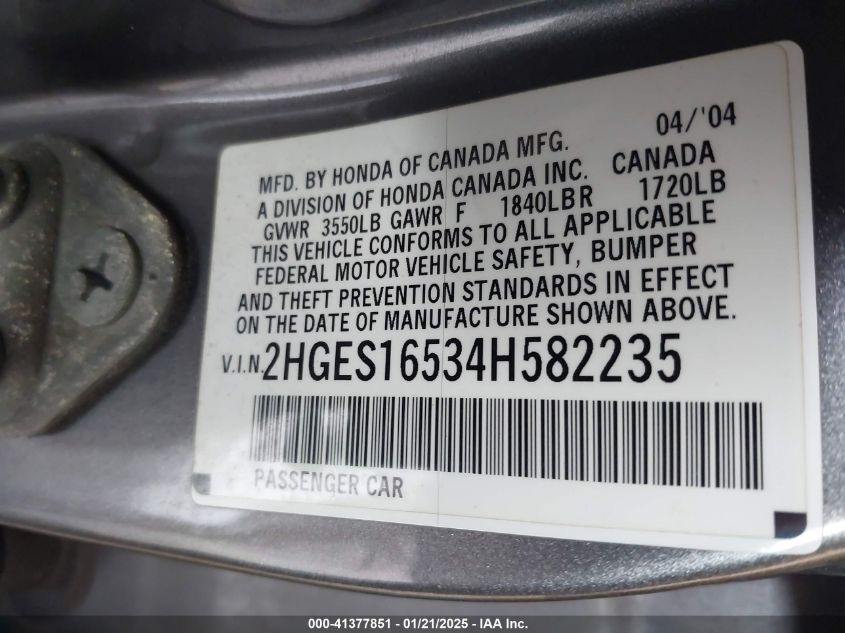 04/'04
MFD. BY HONDA OF CANADA MFG.
A DIVISION OF HONDA CANADA INC. CANADA
GVWR 3550LB GAWR F 1840LB R 1720LB
THIS VEHICLE CONFORMS TO ALL APPLICABLE
FEDERAL MOTOR VEHICLE SAFETY, BUMPER
AND THEFT PREVENTION STANDARDS IN EFFECT
ON THE DATE OF MANUFACTURE SHOWN ABOVE.
V.I.N. 2HGES16534H582235
PASSENGER CAR
000-41377851 - 01/21/2025 - IAA Inc.